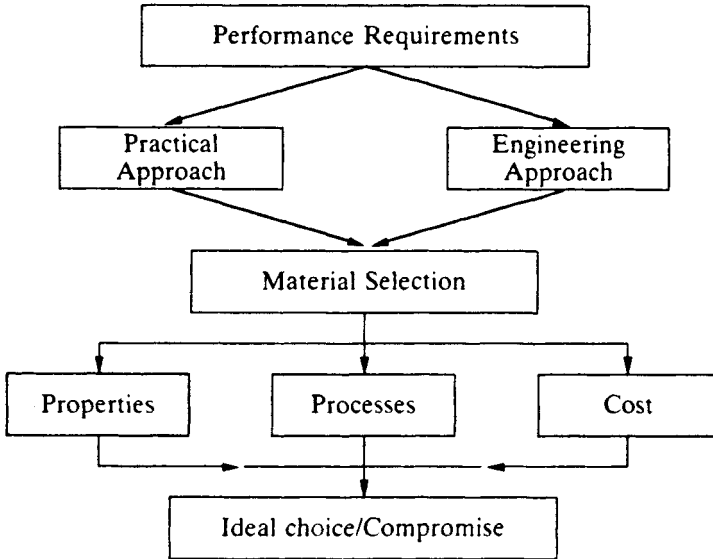 Performance Requirements
Practical
Approach
Engineering
Approach
Material Selection
Properties
Processes
Cost
Ideal choice/Compromise